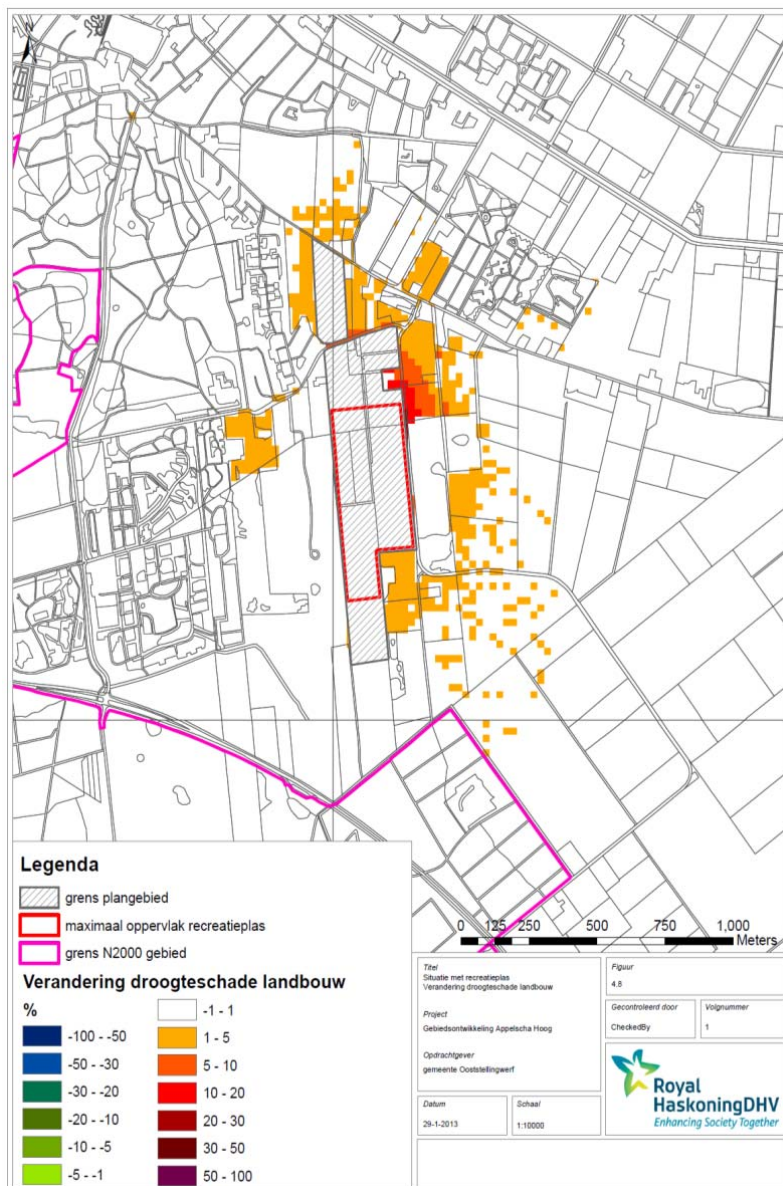 N
Legenda
grens plangebied
maximaal oppervlak recreatieplas
grens N2000 gebied
Verandering droogteschade landbouw
%
-100 - -50
-50 - -30
-30 - -20
-20 - -10
-10 - -5
-5 - -1
-1 - 1
1 - 5
5 - 10
10 - 20
20 - 30
30 - 50
50 - 100
0 125 250 500 750 1,000
Meters
Titel
Situatie met recreatieplas
Verandering droogteschade landbouw
Project
Gebiedsontwikkeling Appelscha Hoog
Opdrachtgever
gemeente Ooststellingwerf
Datum
29-1-2013
Schaal
1:10000
Figuur
4.8
Gecontroleerd door
CheckedBy
Volgnummer
1
Royal
HaskoningDHV
Enhancing Society Together